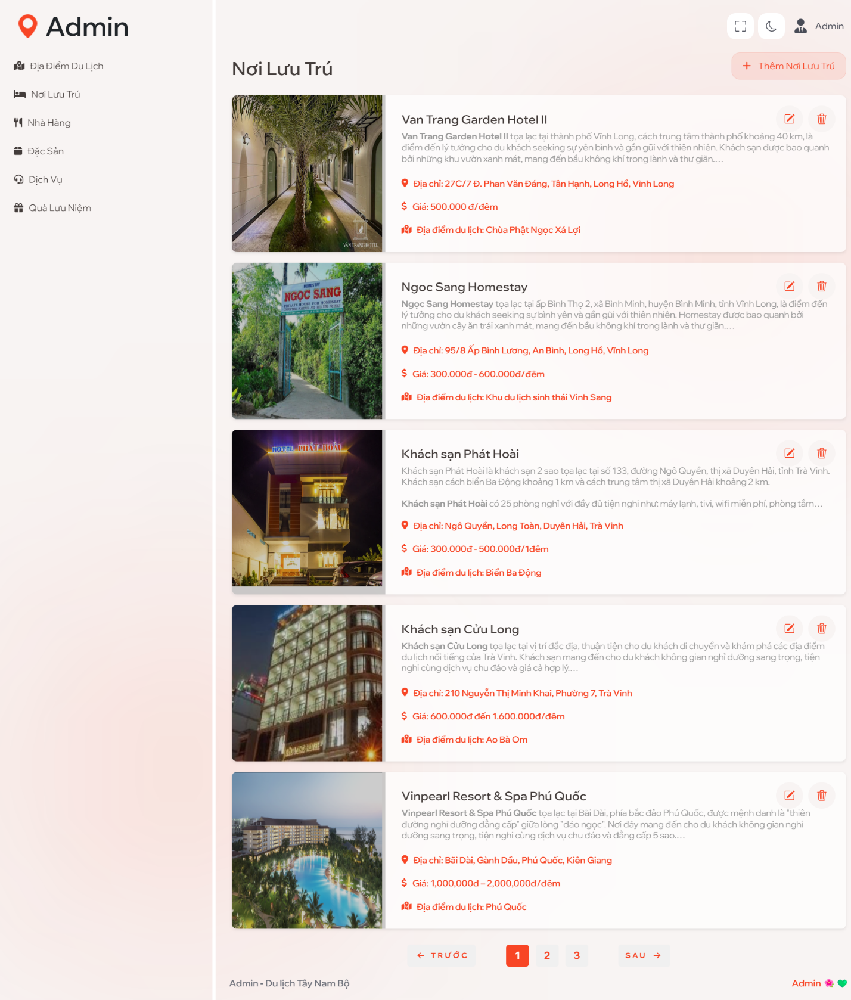 Admin
Admin
Địa Điểm Du Lịch
Nơi Lưu Trú
Nhà Hàng
Đặc Sản
Dịch Vụ
Quà Lưu Niệm
Nơi Lưu Trú
Thêm Nơi Lưu Trú
VÂN TRANG HOTEL
Van Trang Garden Hotel II
Van Trang Garden Hotel II tọa lạc tại thành phố Vĩnh Long, cách trung tâm thành phố khoảng 40 km, là
điểm đến lý tưởng cho du khách seeking sự yên bình và gần gũi với thiên nhiên. Khách sạn được bao quanh
bởi những khu vườn xanh mát, mang đến bầu không khí trong lành và thư giãn....
Địa chỉ: 27C/7 Đ. Phan Văn Đáng, Tân Hạnh, Long Hồ, Vĩnh Long
Giá: 500.000 đ/đêm
Địa điểm du lịch: Chùa Phật Ngọc Xá Lợi
HOMESTAY
NGỌC SANG
PRIVATE HOUSE FOR HOMESTAY
Ngoc Sang Homestay
Ngọc Sang Homestay tọa lạc tại ấp Bình Thọ 2, xã Bình Minh, huyện Bình Minh, tỉnh Vĩnh Long, là điểm đến
lý tưởng cho du khách seeking sự bình yên và gần gũi với thiên nhiên. Homestay được bao quanh bởi
những vườn cây ăn trái xanh mát, mang đến bầu không khí trong lành và thư giãn....
Địa chỉ: 95/8 Ấp Bình Lương, An Bình, Long Hồ, Vĩnh Long
Giá: 300.000đ - 600.000đ/đêm
Địa điểm du lịch: Khu du lịch sinh thái Vinh Sang
HOTEL PHÁT HOÀI
Khách sạn Phát Hoài
Khách sạn Phát Hoài là khách sạn 2 sao tọa lạc tại số 133, đường Ngô Quyền, thị xã Duyên Hải, tỉnh Trà Vinh.
Khách sạn cách biển Ba Động khoảng 1 km và cách trung tâm thị xã Duyên Hải khoảng 2 km.
Khách sạn Phát Hoài có 25 phòng nghỉ với đầy đủ tiện nghi như: máy lạnh, tivi, wifi miễn phí, phòng tắm...
Địa chỉ: Ngô Quyền, Long Toàn, Duyên Hải, Trà Vinh
Giá: 300.000đ - 500.000đ/1đêm
Địa điểm du lịch: Biển Ba Động
Khách sạn Cửu Long
Khách sạn Cửu Long tọa lạc tại vị trí đắc địa, thuận tiện cho du khách di chuyển và khám phá các địa điểm
du lịch nổi tiếng của Trà Vinh. Khách sạn mang đến cho du khách không gian nghỉ dưỡng sang trọng, tiện
nghi cùng dịch vụ chu đáo và giá cả hợp lý....
Địa chỉ: 210 Nguyễn Thị Minh Khai, Phường 7, Trà Vinh
Giá: 600.000đ đến 1.600.000đ/đêm
Địa điểm du lịch: Ao Bà Om
Vinpearl Resort & Spa Phú Quốc
Vinpearl Resort & Spa Phú Quốc tọa lạc tại Bãi Dài, phía bắc đảo Phú Quốc, được mệnh danh là "thiên
đường nghỉ dưỡng đẳng cấp" giữa lòng "đảo ngọc". Nơi đây mang đến cho du khách không gian nghỉ
dưỡng sang trọng, tiện nghi cùng dịch vụ chu đáo và đẳng cấp 5 sao....
Địa chỉ: Bãi Dài, Gành Dầu, Phú Quốc, Kiên Giang
Giá: 1,000,000đ – 2,000,000đ/đêm
Địa điểm du lịch: Phú Quốc
← TRƯỚC 1 2 3 SAU →
Admin - Du lịch Tây Nam Bộ
Admin 🌺 💚